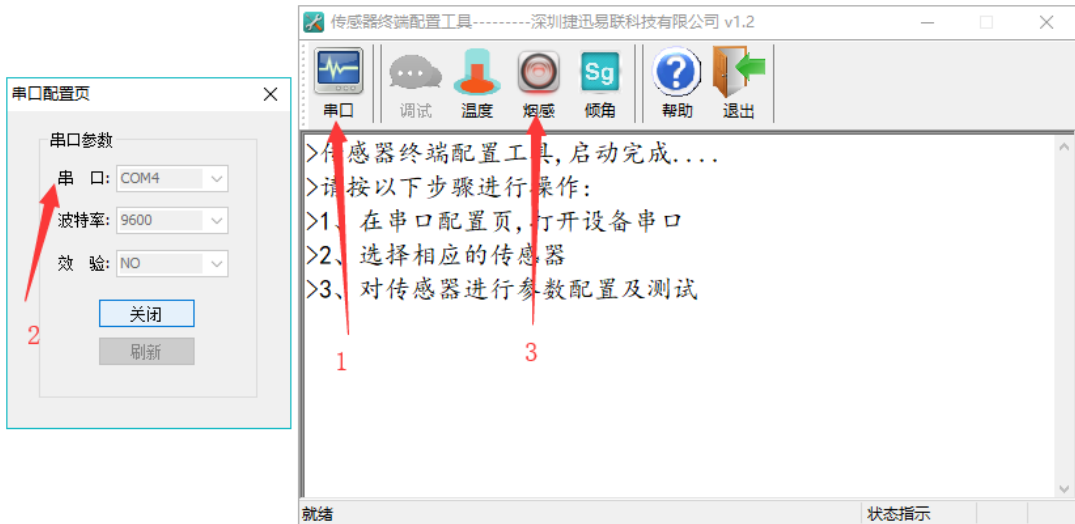 传感器终端配置工具---------深圳捷迅易联科技有限公司 v1.2
串口
调试
温度
烟感
Sg
倾角
?
帮助
退出
串口配置页
串口参数
串 口: COM4
波特率: 9600
效 验: NO
关闭
刷新
2
>传感器终端配置工具,启动完成....
>请按以下步骤进行操作:
>1、在串口配置页,打开设备串口
>2、选择相应的传感器
>3、对传感器进行参数配置及测试
1
3
就绪
状态指示